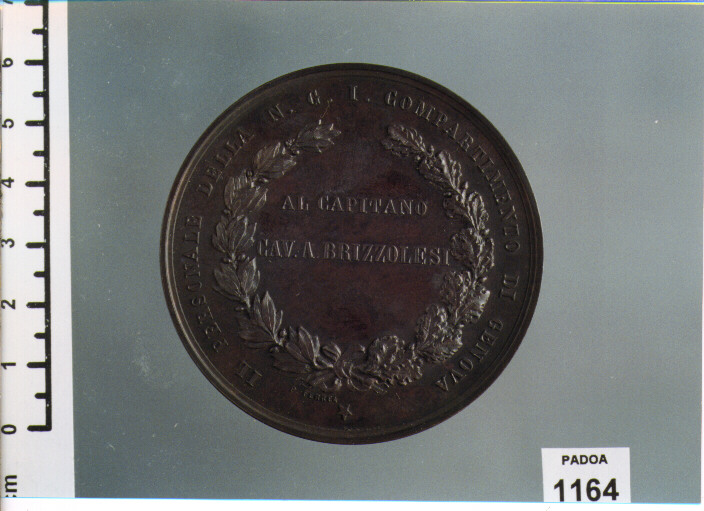 IL PERSONALE DELLA N. G. I. COMPARTIMENTO DI GENOVA
AL CAPITANO
CAV. A. BRIZZOLESI
cm 0 1 2 3 4 5 6
PADOA
1164